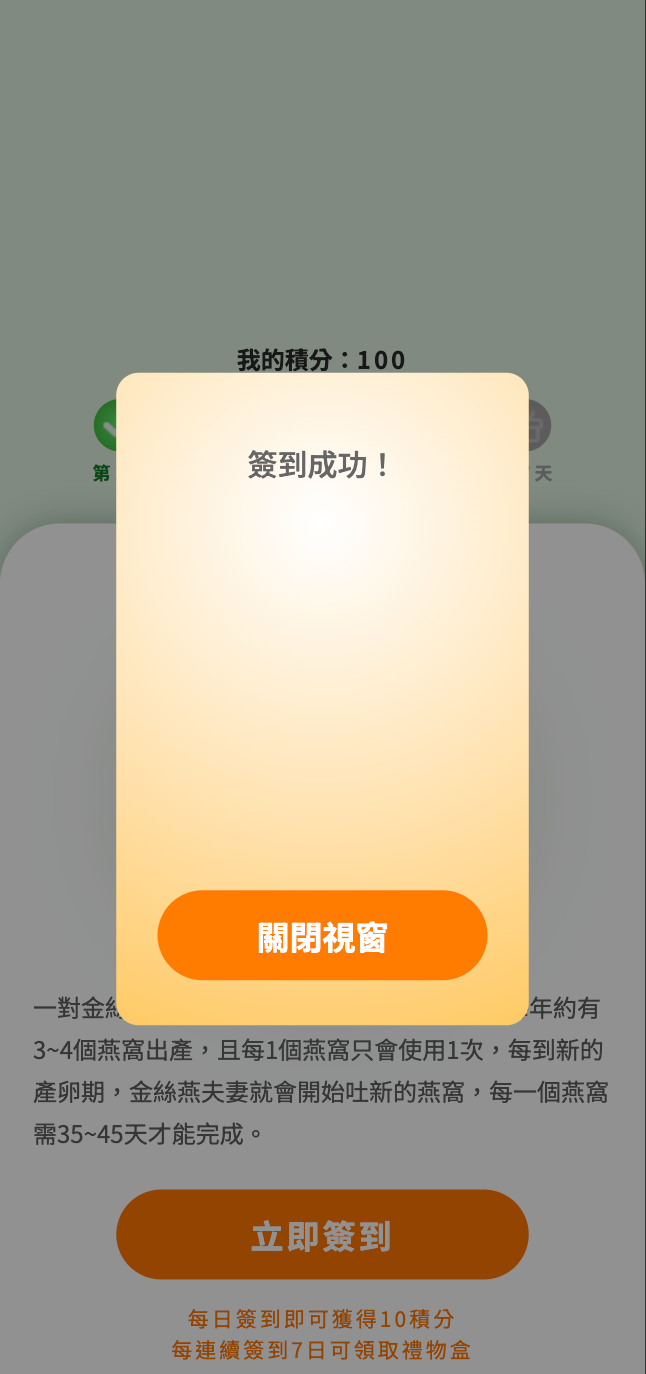 我的積分：100
簽到成功！
第
天
關閉視窗
一對金
年約有
3~4個燕窩出產，且每1個燕窩只會使用1次，每到新的
產卵期，金絲燕夫妻就會開始吐新的燕窩，每一個燕窩
需35~45天才能完成。
立即簽到
每日簽到即可獲得10積分
每連續簽到7日可領取禮物盒